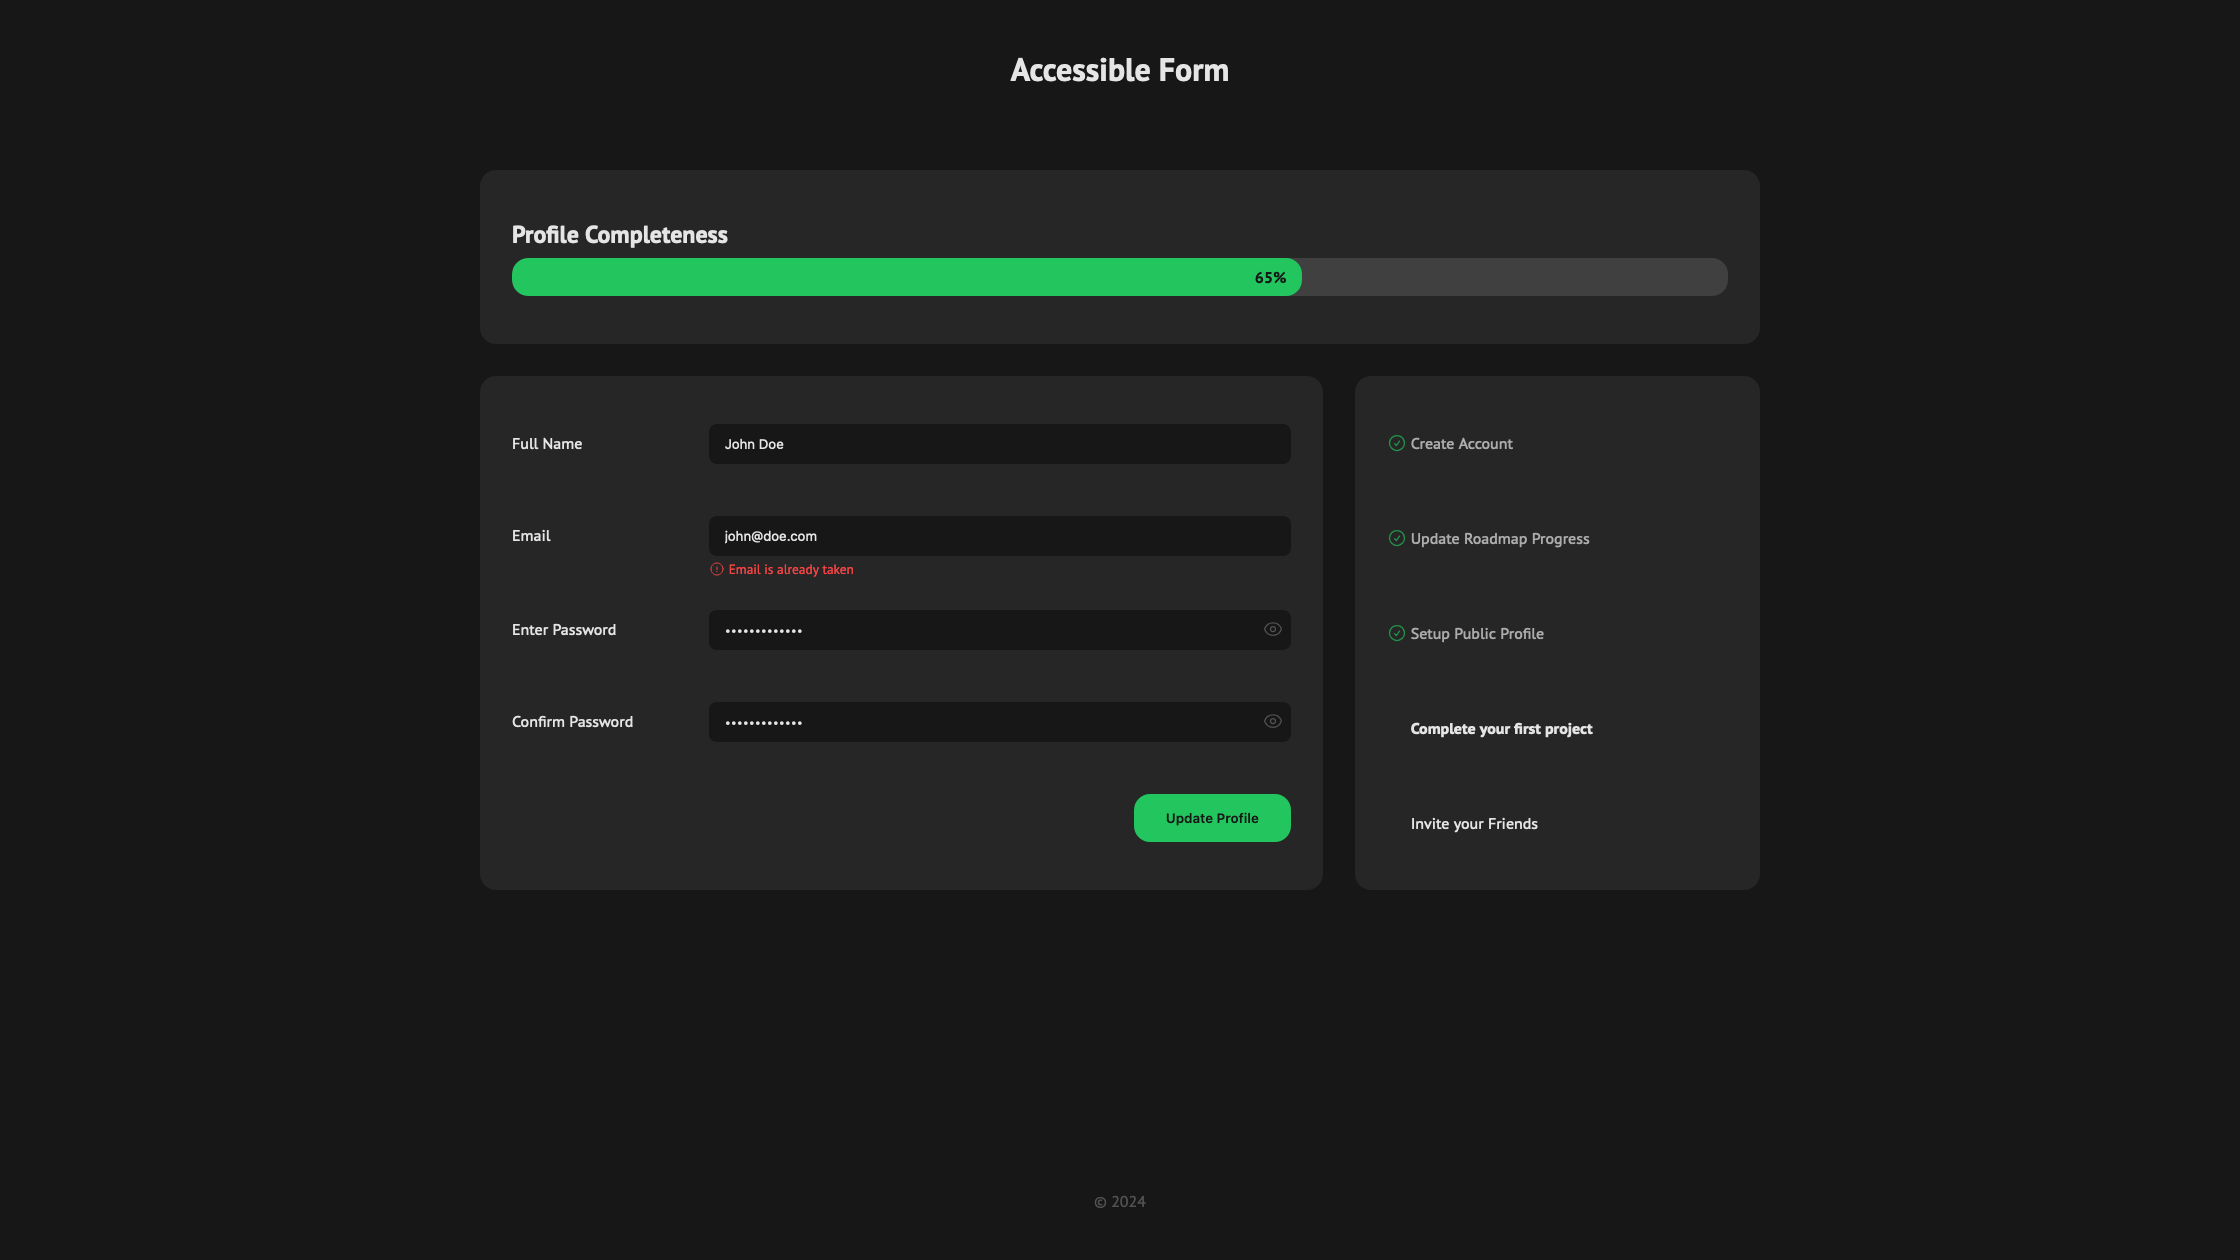 Accessible Form
Profile Completeness
65%
Full Name
John Doe
Email
john@doe.com
Email is already taken
Enter Password
•••••••••••••
Confirm Password
•••••••••••••
Update Profile
Create Account
Update Roadmap Progress
Setup Public Profile
Complete your first project
Invite your Friends
© 2024